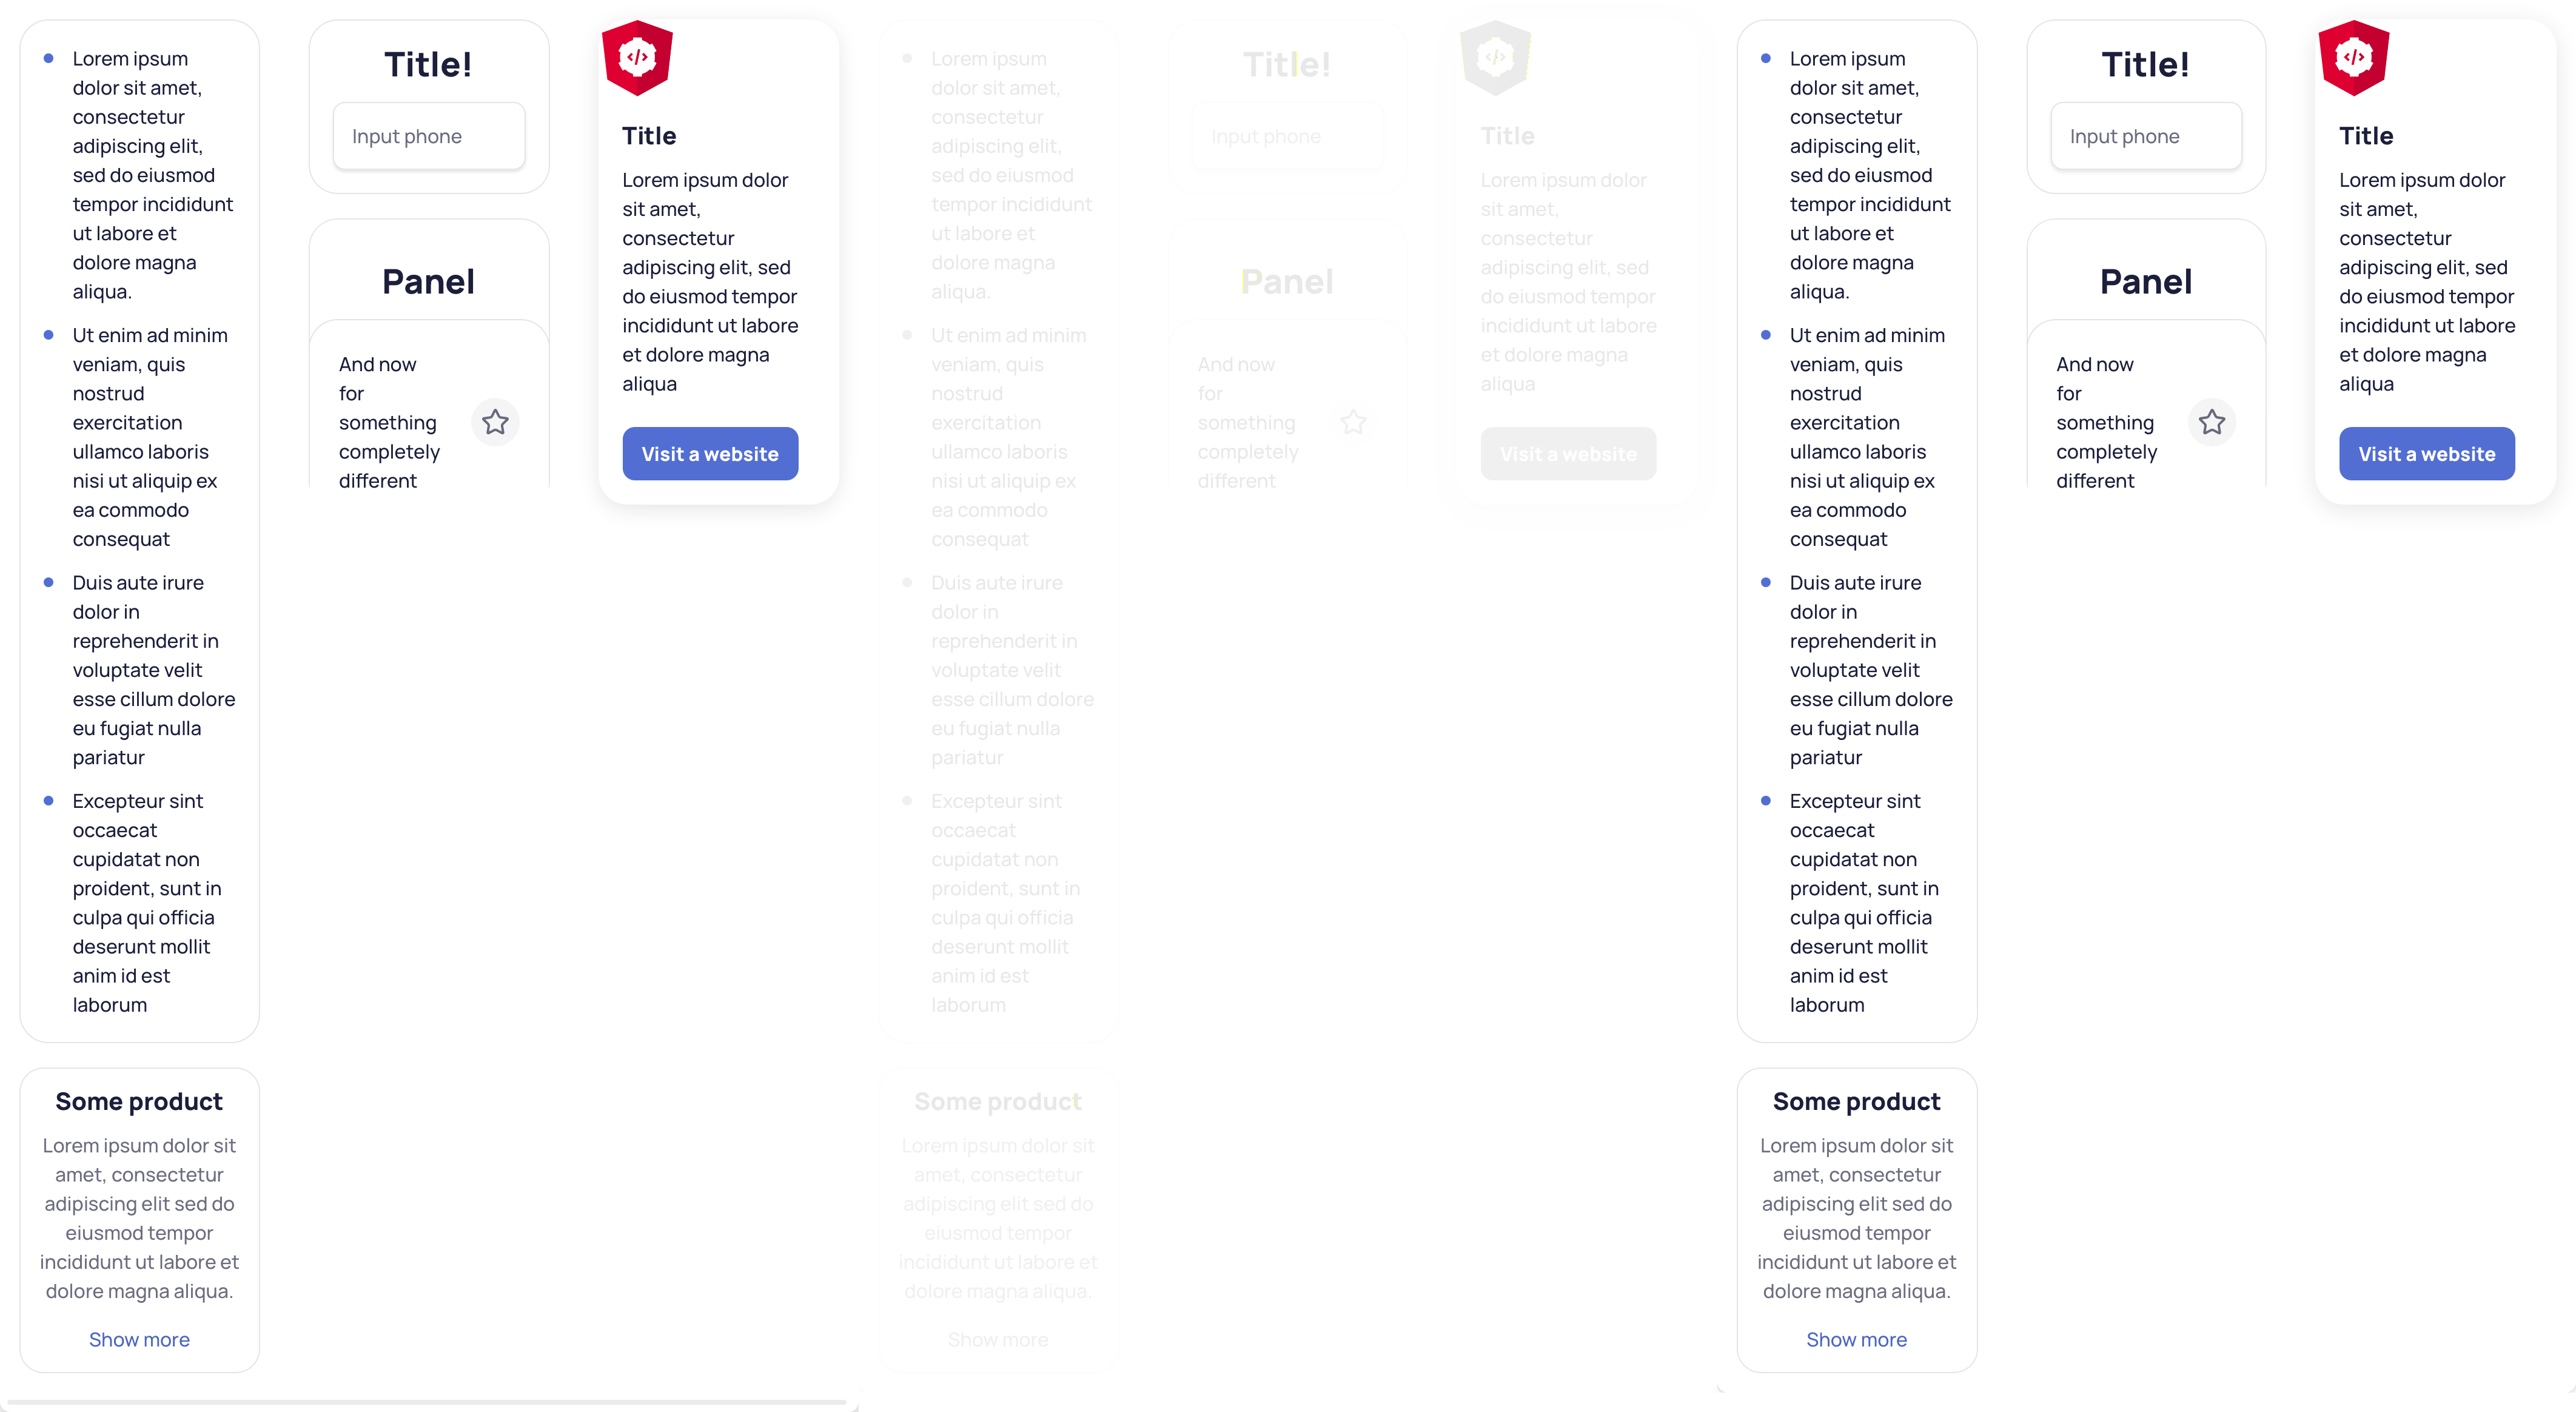 Lorem ipsum
dolor sit amet,
consectetur
adipiscing elit,
sed do eiusmod
tempor incididunt
ut labore et
dolore magna
aliqua.
Ut enim ad minim
veniam, quis
nostrud
exercitation
ullamco laboris
nisi ut aliquip ex
ea commodo
consequat
Duis aute irure
dolor in
reprehenderit in
voluptate velit
esse cillum dolore
eu fugiat nulla
pariatur
Excepteur sint
occaecat
cupidatat non
proident, sunt in
culpa qui officia
deserunt mollit
anim id est
laborum
Some product
Lorem ipsum dolor sit
amet, consectetur
adipiscing elit sed do
eiusmod tempor
incididunt ut labore et
dolore magna aliqua.
Show more
Title!
Input phone
Panel
And now
for
something
completely
different
</>
Title
Lorem ipsum dolor
sit amet,
consectetur
adipiscing elit, sed
do eiusmod tempor
incididunt ut labore
et dolore magna
aliqua
Visit a website
Lorem ipsum
dolor sit amet,
consectetur
adipiscing elit,
sed do eiusmod
tempor incididunt
ut labore et
dolore magna
aliqua.
Ut enim ad minim
veniam, quis
nostrud
exercitation
ullamco laboris
nisi ut aliquip ex
ea commodo
consequat
Duis aute irure
dolor in
reprehenderit in
voluptate velit
esse cillum dolore
eu fugiat nulla
pariatur
Excepteur sint
occaecat
cupidatat non
proident, sunt in
culpa qui officia
deserunt mollit
anim id est
laborum
Some product
Lorem ipsum dolor sit
amet, consectetur
adipiscing elit sed do
eiusmod tempor
incididunt ut labore et
dolore magna aliqua.
Show more
Title!
Input phone
Panel
And now
for
something
completely
different
</>
Title
Lorem ipsum dolor
sit amet,
consectetur
adipiscing elit, sed
do eiusmod tempor
incididunt ut labore
et dolore magna
aliqua
Visit a website
Lorem ipsum
dolor sit amet,
consectetur
adipiscing elit,
sed do eiusmod
tempor incididunt
ut labore et
dolore magna
aliqua.
Ut enim ad minim
veniam, quis
nostrud
exercitation
ullamco laboris
nisi ut aliquip ex
ea commodo
consequat
Duis aute irure
dolor in
reprehenderit in
voluptate velit
esse cillum dolore
eu fugiat nulla
pariatur
Excepteur sint
occaecat
cupidatat non
proident, sunt in
culpa qui officia
deserunt mollit
anim id est
laborum
Some product
Lorem ipsum dolor sit
amet, consectetur
adipiscing elit sed do
eiusmod tempor
incididunt ut labore et
dolore magna aliqua.
Show more
Title!
Input phone
Panel
And now
for
something
completely
different
</>
Title
Lorem ipsum dolor
sit amet,
consectetur
adipiscing elit, sed
do eiusmod tempor
incididunt ut labore
et dolore magna
aliqua
Visit a website